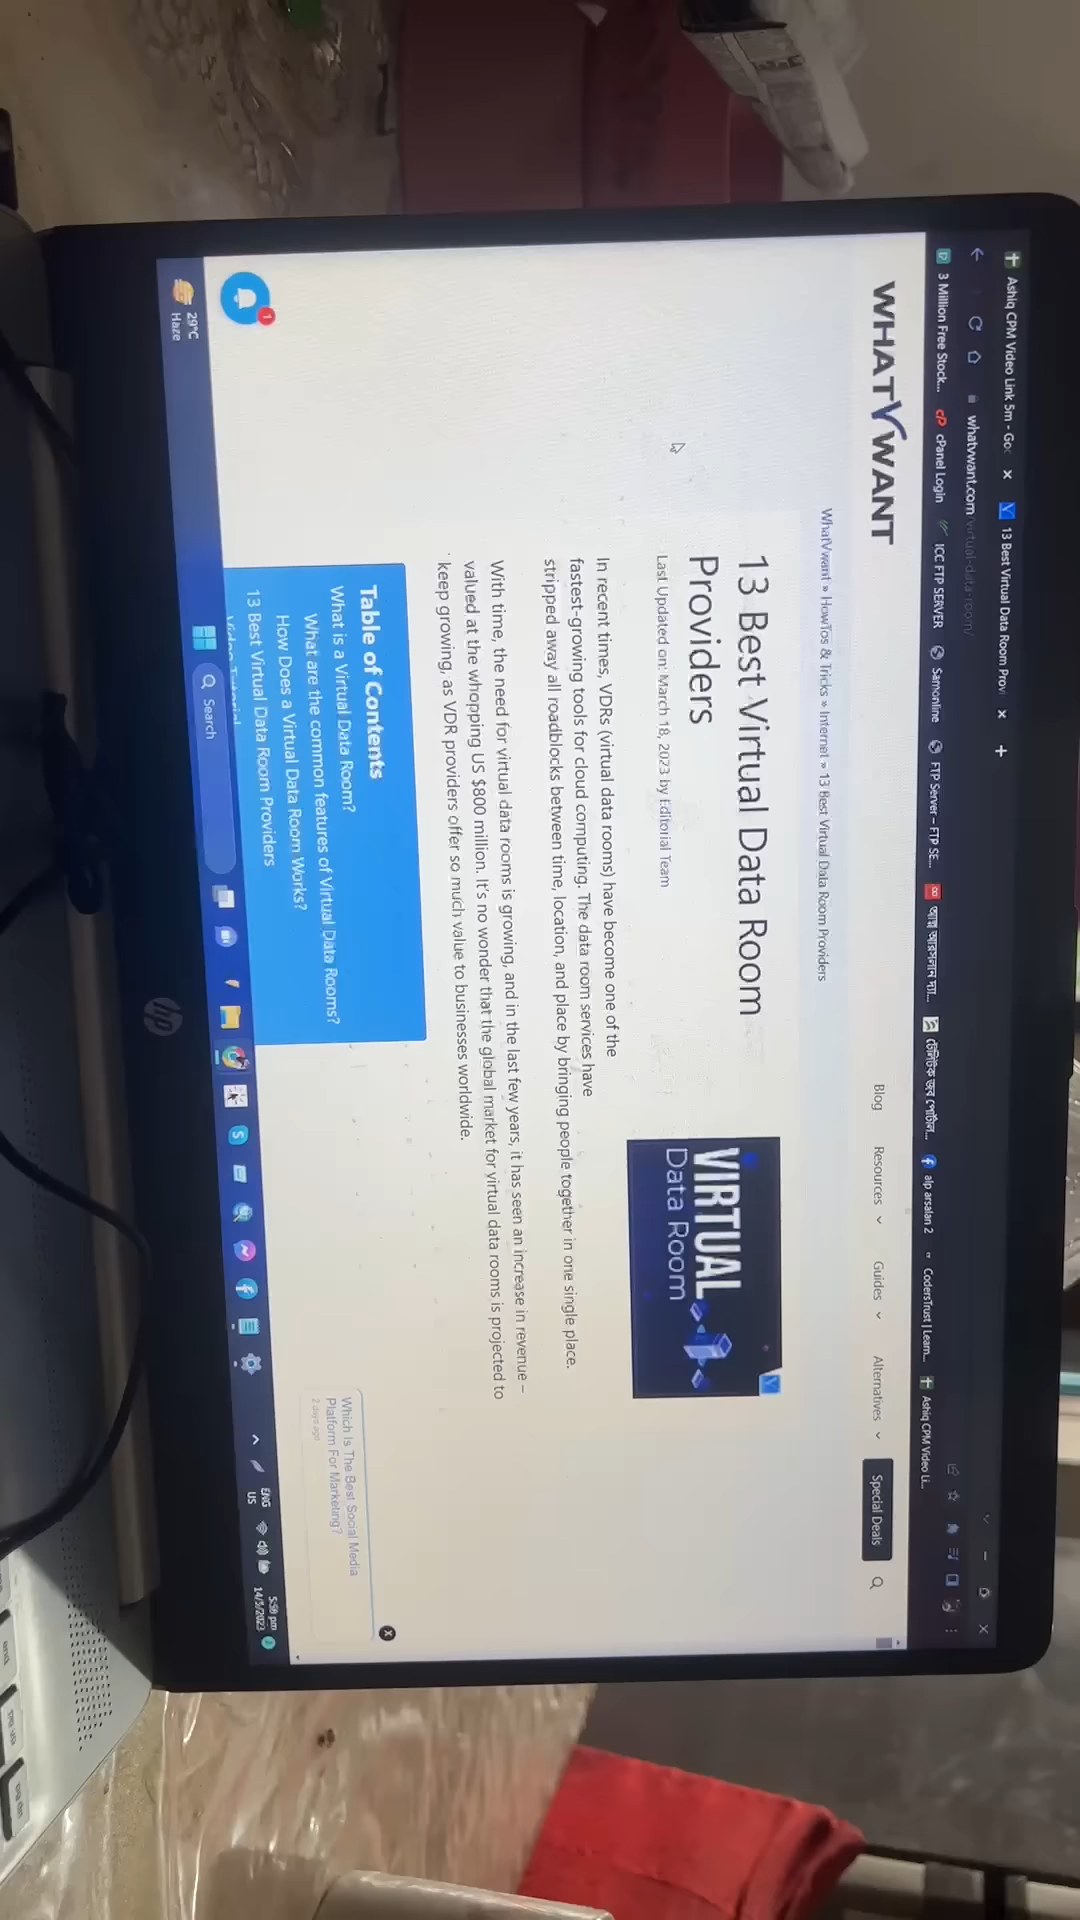 Ashiq CPM Video Link 5m - Goo
13 Best Virtual Data Room Provi
whatvwant.com/virtual-data-room/
3 Million Free Stock...
cPanel Login
ICC FTP SERVER
Samonline
FTP Server – FTP SE...
alp arsalan 2
CodersTrust | Learn...
Ashiq CPM Video Li...
WHATVWANT
Blog
Resources
Guides
Alternatives
Special Deals
WhatVwant » HowTos & Tricks » Internet » 13 Best Virtual Data Room Providers
13 Best Virtual Data Room
Providers
Last Updated on: March 18, 2023 by Editorial Team
VIRTUAL
Data Room
In recent times, VDRs (virtual data rooms) have become one of the
fastest-growing tools for cloud computing. The data room services have
stripped away all roadblocks between time, location, and place by bringing people together in one single place.
With time, the need for virtual data rooms is growing, and in the last few years, it has seen an increase in revenue –
valued at the whopping US $800 million. It's no wonder that the global market for virtual data rooms is projected to
keep growing, as VDR providers offer so much value to businesses worldwide.
Table of Contents
What is a Virtual Data Room?
What are the common features of Virtual Data Rooms?
How Does a Virtual Data Room Works?
13 Best Virtual Data Room Providers
Video Tutorial
Which Is The Best Social Media
Platform For Marketing?
2 days ago
1
29°C
Haze
Search
ENG
US
5:58 pm
14/5/2023
hp
end